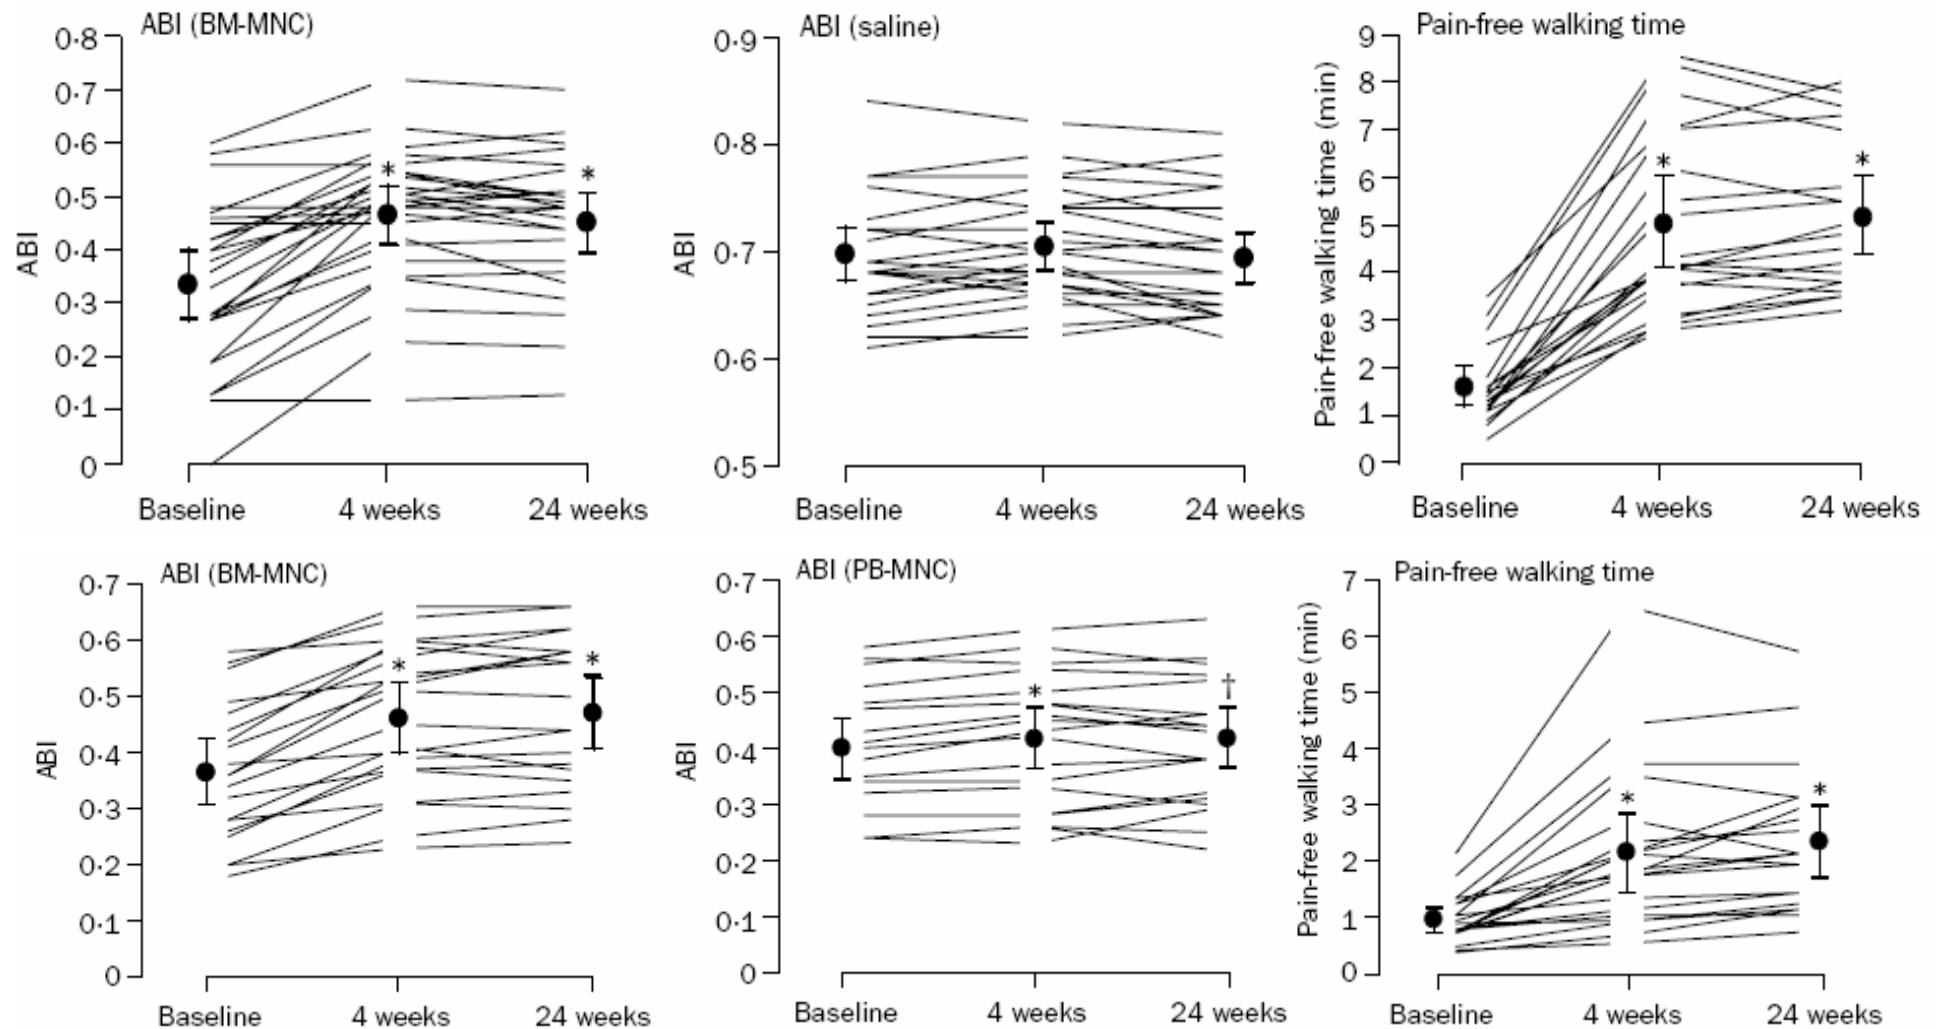 ABI (BM-MNC)
0·8
0·7
0·6
0·5
0·4
0·3
0·2
0·1
0
ABI
*
*
Baseline
4 weeks
24 weeks
ABI (saline)
0·9
0·8
0·7
0·6
0·5
ABI
Baseline
4 weeks
24 weeks
Pain-free walking time
9
8
7
6
5
4
3
2
1
0
Pain-free walking time (min)
*
*
Baseline
4 weeks
24 weeks
ABI (BM-MNC)
0·7
0·6
0·5
0·4
0·3
0·2
0·1
0
ABI
*
*
Baseline
4 weeks
24 weeks
ABI (PB-MNC)
0·7
0·6
0·5
0·4
0·3
0·2
0·1
0
ABI
*
†
Baseline
4 weeks
24 weeks
Pain-free walking time
7
6
5
4
3
2
1
0
Pain-free walking time (min)
*
*
Baseline
4 weeks
24 weeks